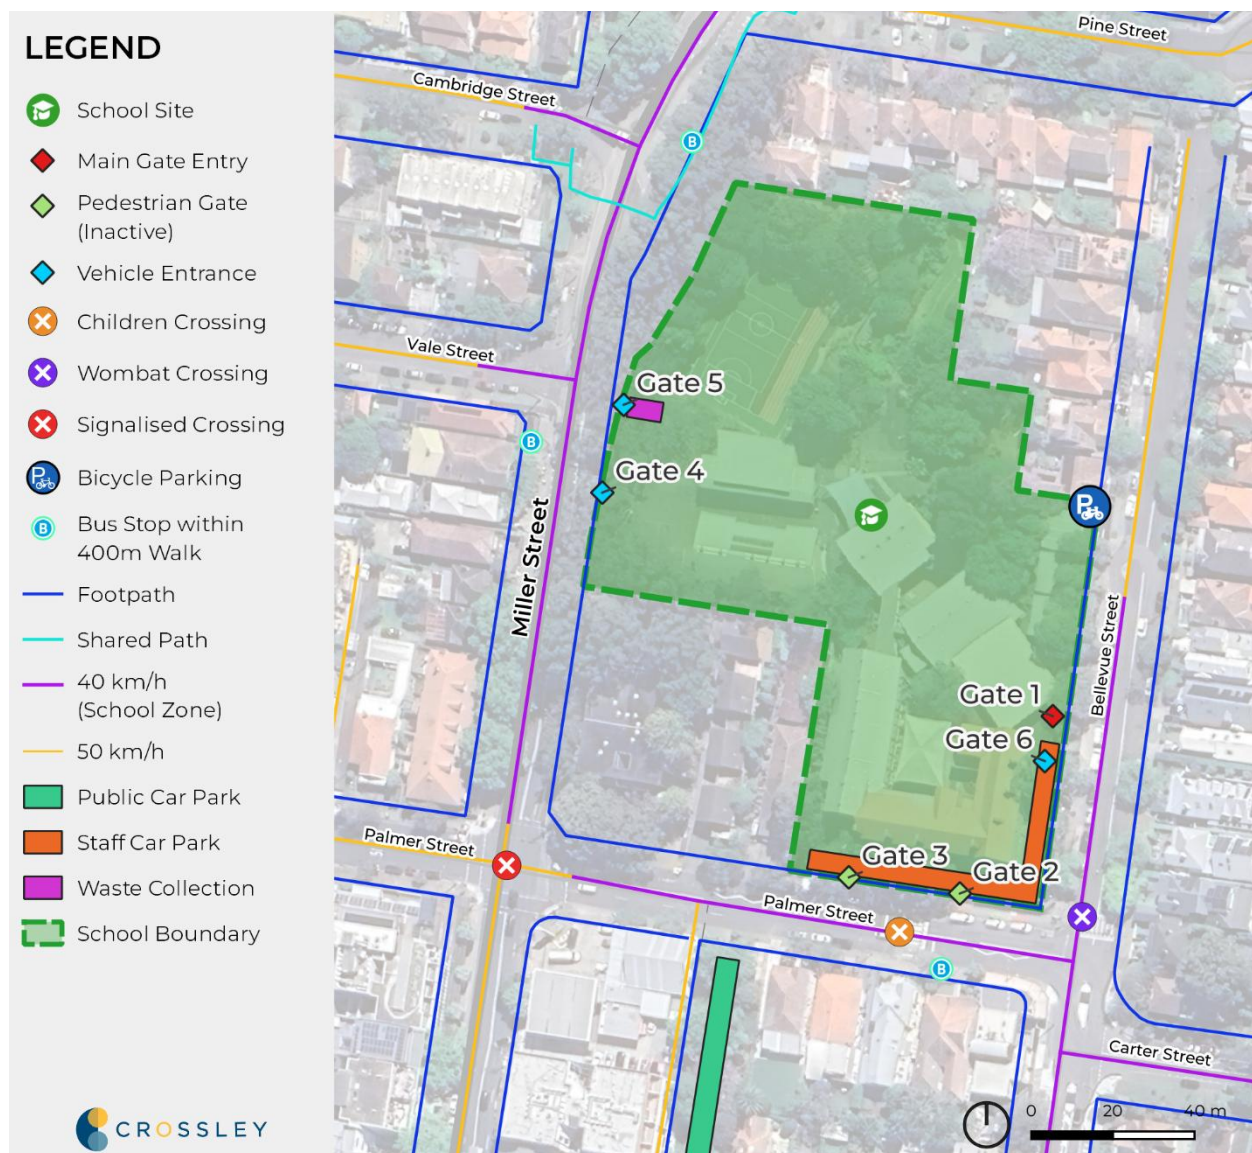 LEGEND
School Site
Main Gate Entry
Pedestrian Gate
(Inactive)
Vehicle Entrance
Children Crossing
Wombat Crossing
Signalised Crossing
P
Bicycle Parking
B
Bus Stop within
400m Walk
Footpath
Shared Path
40 km/h
(School Zone)
50 km/h
Public Car Park
Staff Car Park
Waste Collection
School Boundary
CROSSLEY
Pine Street
Cambridge Street
B
Vale Street
Gate 5
B
Gate 4
P
Miller Street
Bellevue Street
Gate 1
Gate 6
Palmer Street
Gate 3
Gate 2
Palmer Street
B
Carter Street
0 20 40 m